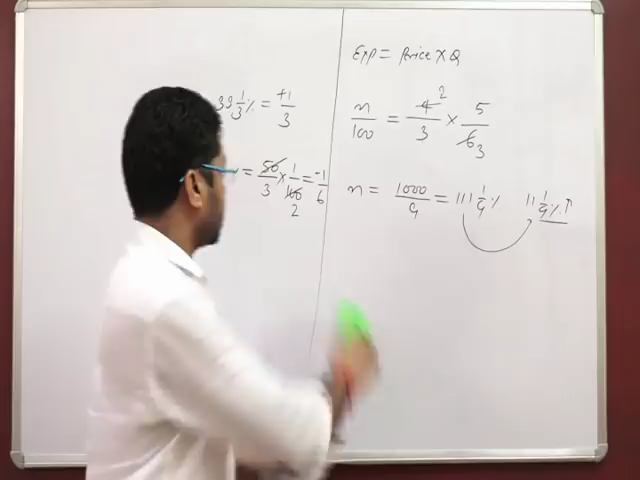 33 1/3 % = +1/3
= 50/3 × 1/100 = -1/6
2
Exp = Price × Q
n/100 = 4/3 × 5/6
2
3
n = 1000/9 = 111 1/9 %
11 1/9 % ↑